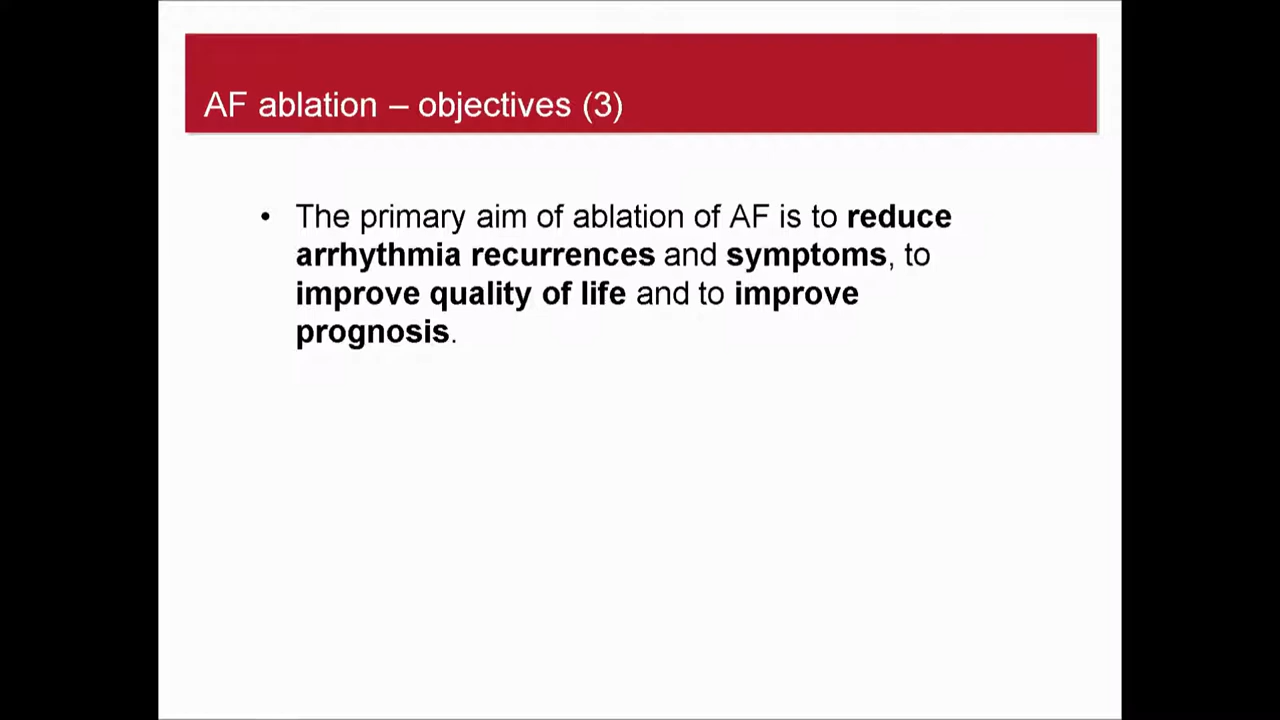 AF ablation – objectives (3)
• The primary aim of ablation of AF is to reduce
arrhythmia recurrences and symptoms, to
improve quality of life and to improve
prognosis.